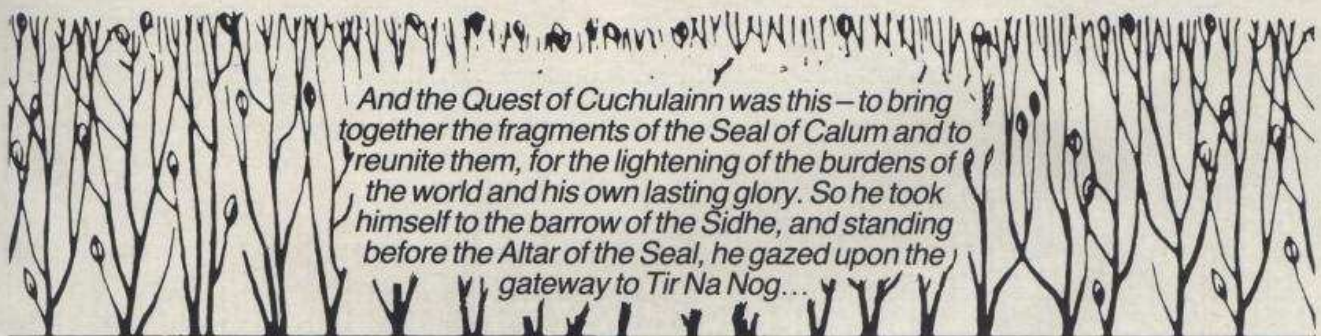 And the Quest of Cuchulainn was this – to bring
together the fragments of the Seal of Calum and to
reunite them, for the lightening of the burdens of
the world and his own lasting glory. So he took
himself to the barrow of the Sidhe, and standing
before the Altar of the Seal, he gazed upon the
gateway to Tir Na Nog...